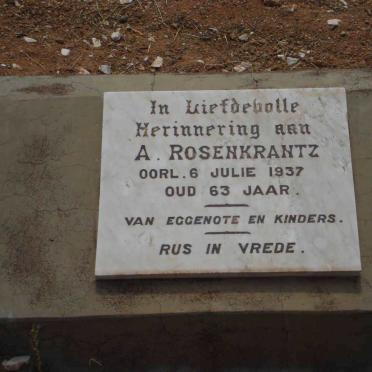 In Liefdevolle
Herinnering aan
A. ROSENKRANTZ
OORL. 6 JULIE 1937
OUD 63 JAAR.
VAN EGGENOTE EN KINDERS.
RUS IN VREDE.